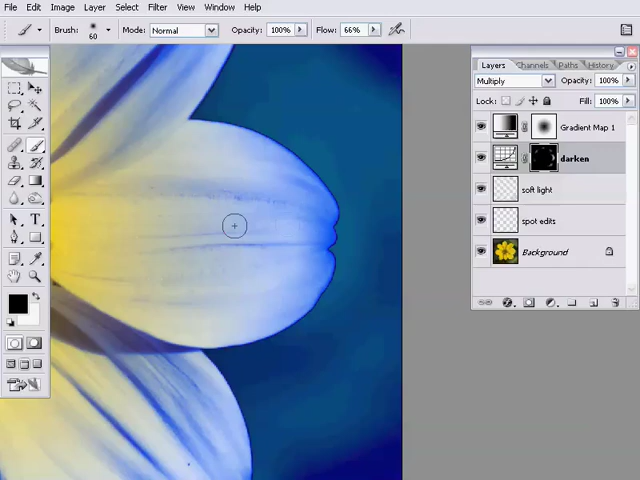 File Edit Image Layer Select Filter View Window Help
Brush: 60 Mode: Normal Opacity: 100% Flow: 66%
Layers Channels Paths History
Multiply Opacity: 100%
Lock: Fill: 100%
Gradient Map 1
darken
soft light
spot edits
Background
T